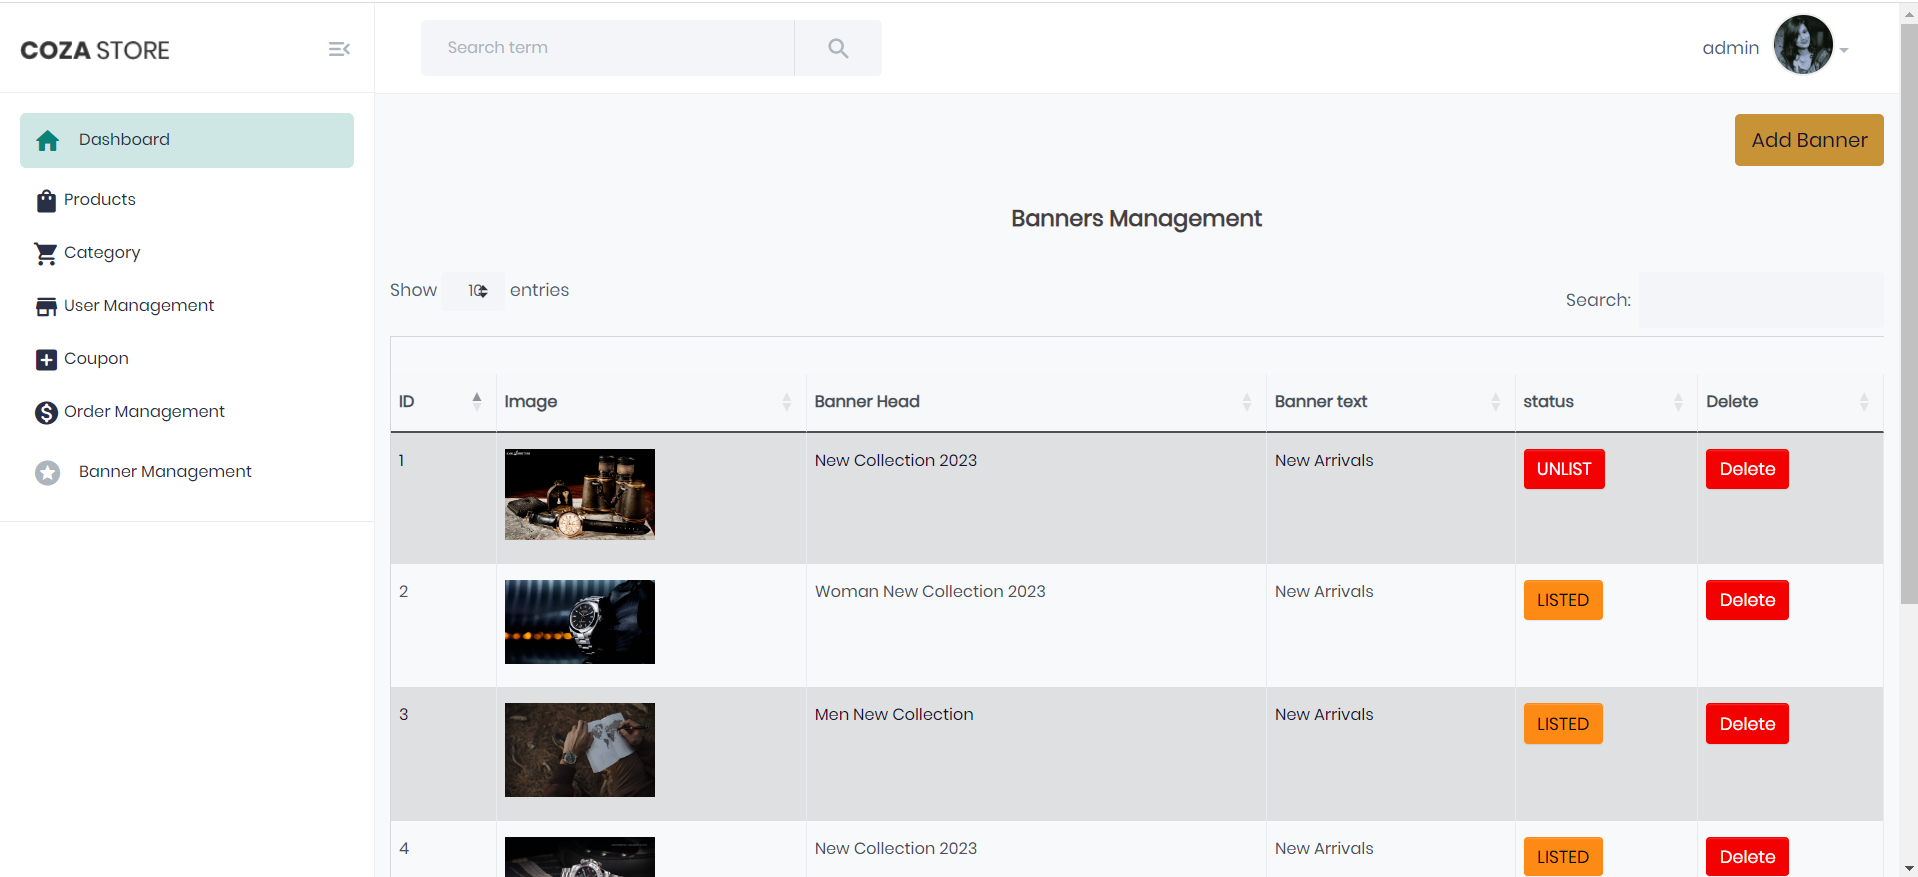 COZA STORE
Search term
admin
Dashboard
Products
Category
User Management
Coupon
Order Management
Banner Management
Add Banner
Banners Management
Show 10 entries
Search:
ID Image Banner Head Banner text status Delete
1 New Collection 2023 New Arrivals UNLIST Delete
2 Woman New Collection 2023 New Arrivals LISTED Delete
3 Men New Collection New Arrivals LISTED Delete
4 New Collection 2023 New Arrivals LISTED Delete